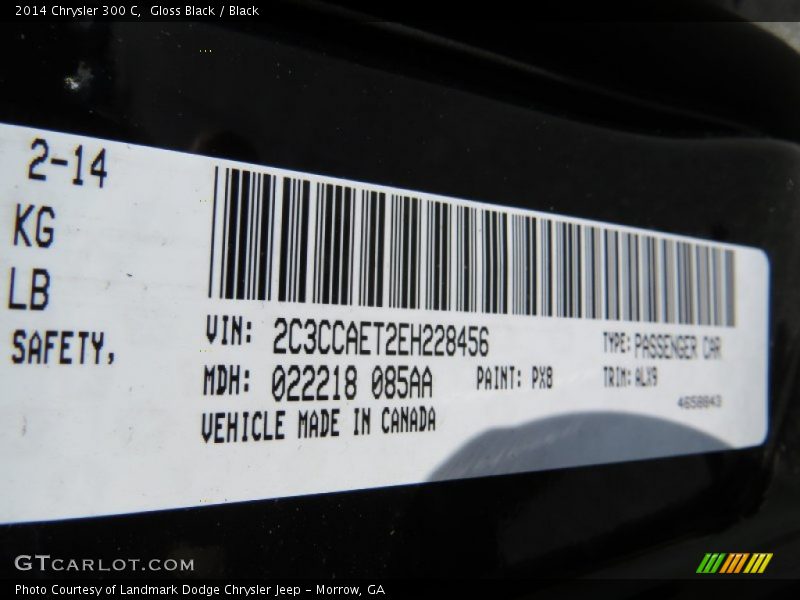 2014 Chrysler 300 C,  Gloss Black / Black
2-14
KG
LB
SAFETY,
VIN: 2C3CCAET2EH228456
TYPE: PASSENGER CAR
MDH: 022218 085AA
PAINT: PX8
TRIM: ALX9
4658843
VEHICLE MADE IN CANADA
GTCARLOT.COM
Photo Courtesy of Landmark Dodge Chrysler Jeep – Morrow, GA